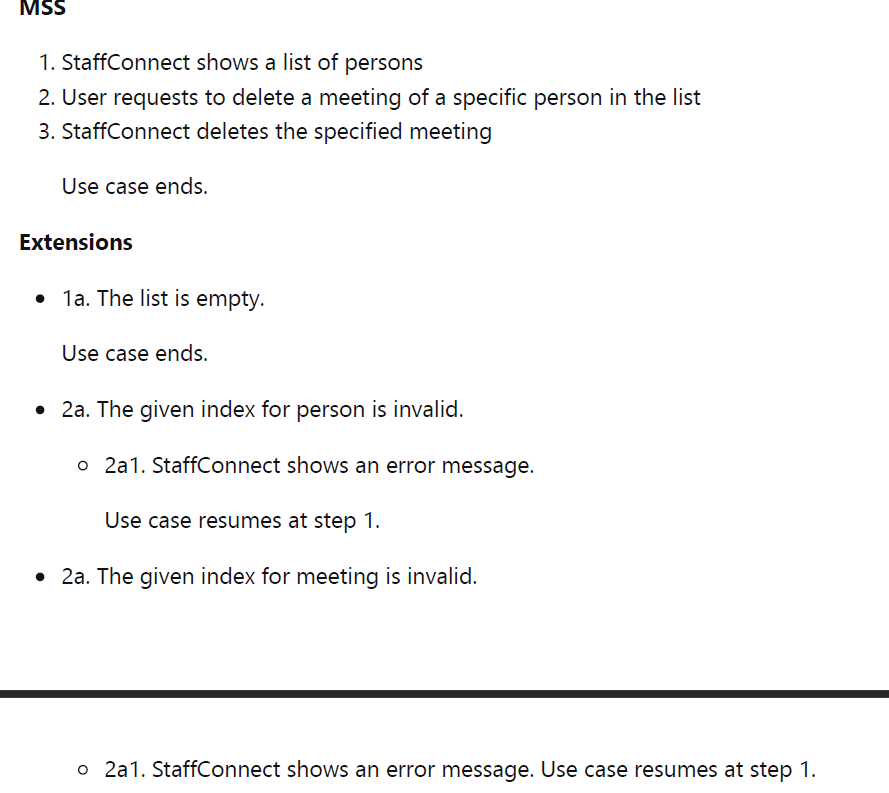 MSS
1. StaffConnect shows a list of persons
2. User requests to delete a meeting of a specific person in the list
3. StaffConnect deletes the specified meeting
Use case ends.
Extensions
• 1a. The list is empty.
Use case ends.
• 2a. The given index for person is invalid.
○ 2a1. StaffConnect shows an error message.
Use case resumes at step 1.
• 2a. The given index for meeting is invalid.
○ 2a1. StaffConnect shows an error message. Use case resumes at step 1.